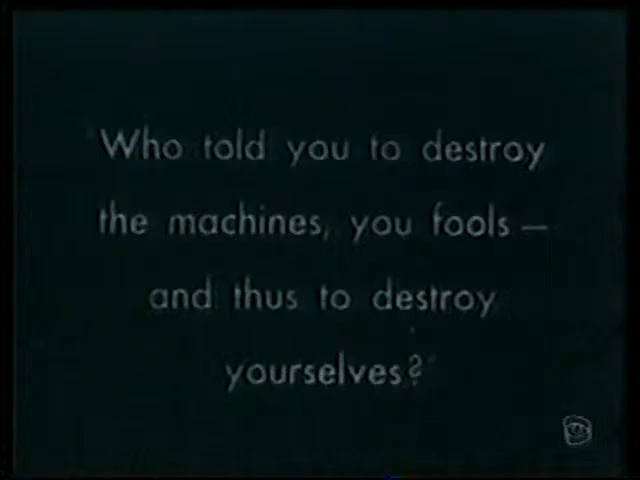 Who told you to destroy
the machines, you fools —
and thus to destroy
yourselves?